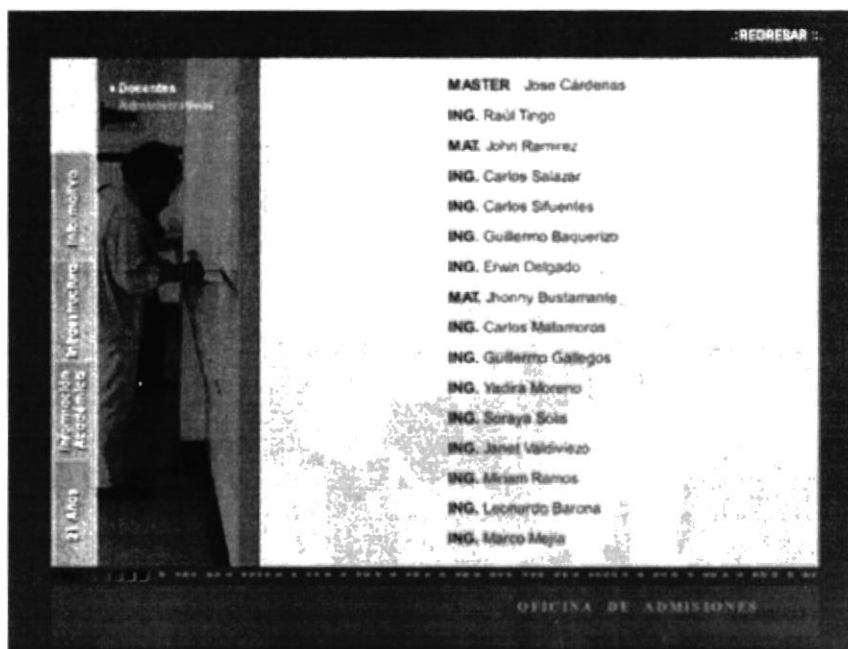 .:REGRESAR ::.
Docentes
Administrativos
Informativo
Infraestructura
Información
Académica
21 Años
MASTER Jose Cárdenas
ING. Raúl Tingo
MAT. John Ramirez
ING. Carlos Salazar
ING. Carlos Sifuentes
ING. Guillermo Baquerizo
ING. Erwin Delgado
MAT. Jhonny Bustamante
ING. Carlos Matamoros
ING. Guillermo Gallegos
ING. Yadira Moreno
ING. Soraya Solis
ING. Janet Valdiviezo
ING. Miriam Ramos
ING. Leonardo Barona
ING. Marco Mejía
OFICINA DE ADMISIONES